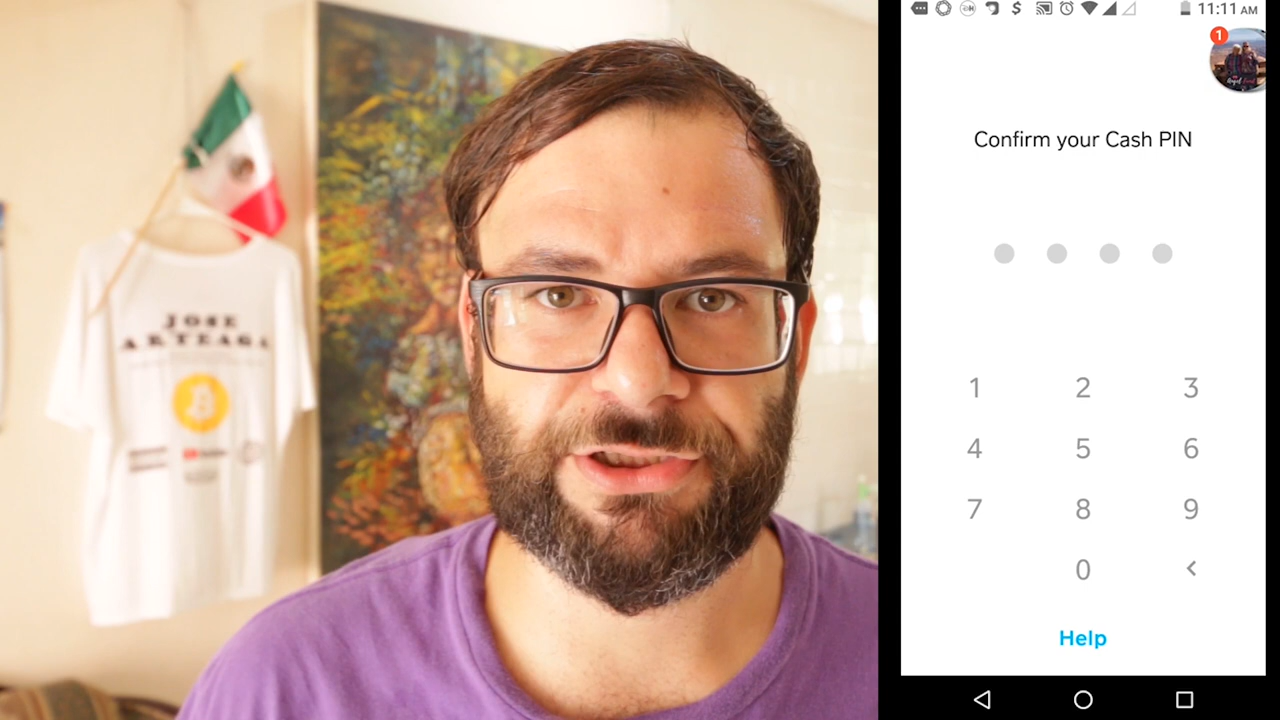 JOSE
ARTEAGA
11:11 AM
1
Confirm your Cash PIN
1 2 3
4 5 6
7 8 9
0
Help